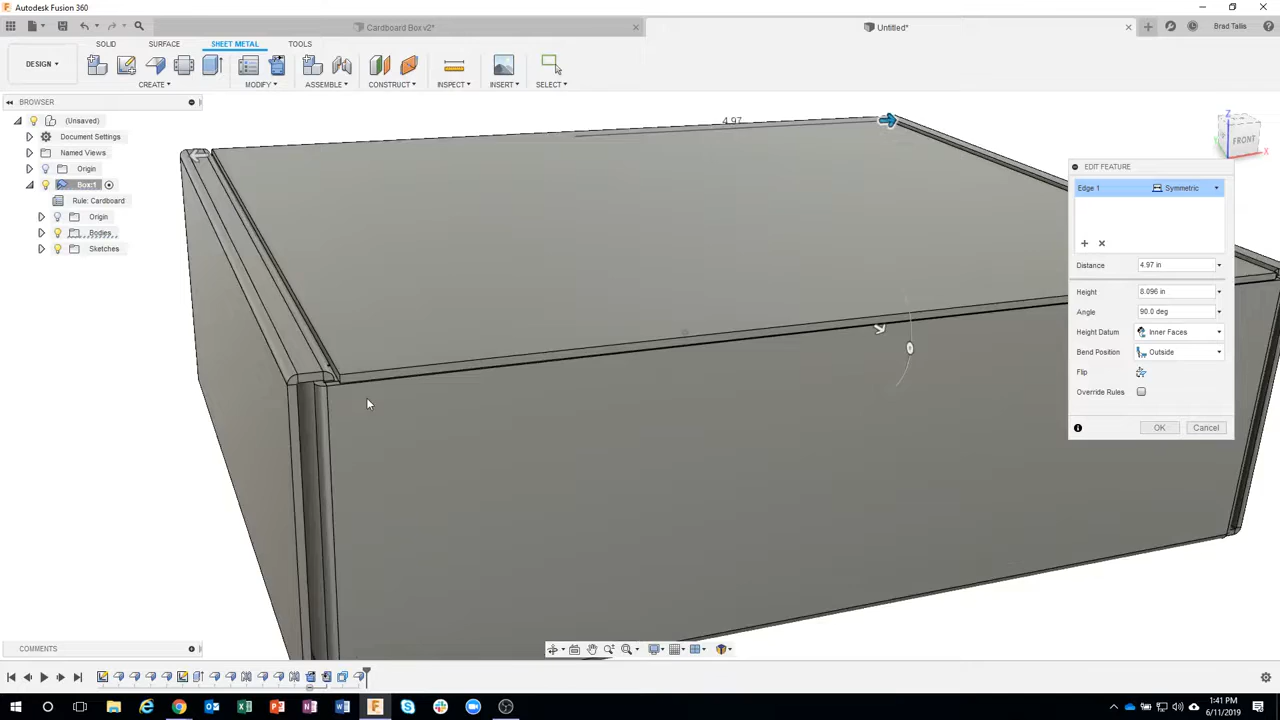 Autodesk Fusion 360
Cardboard Box v2*
Untitled*
Brad Tallis
DESIGN
SOLID
SURFACE
SHEET METAL
TOOLS
CREATE
MODIFY
ASSEMBLE
CONSTRUCT
INSPECT
INSERT
SELECT
BROWSER
(Unsaved)
Document Settings
Named Views
Origin
Box:1
Rule: Cardboard
Origin
Bodies
Sketches
4.97
Z
FRONT
X
EDIT FEATURE
Edge 1 Symmetric
Distance 4.97 in
Height 8.096 in
Angle 90.0 deg
Height Datum Inner Faces
Bend Position Outside
Flip
Override Rules
OK Cancel
COMMENTS
1:41 PM
6/11/2019